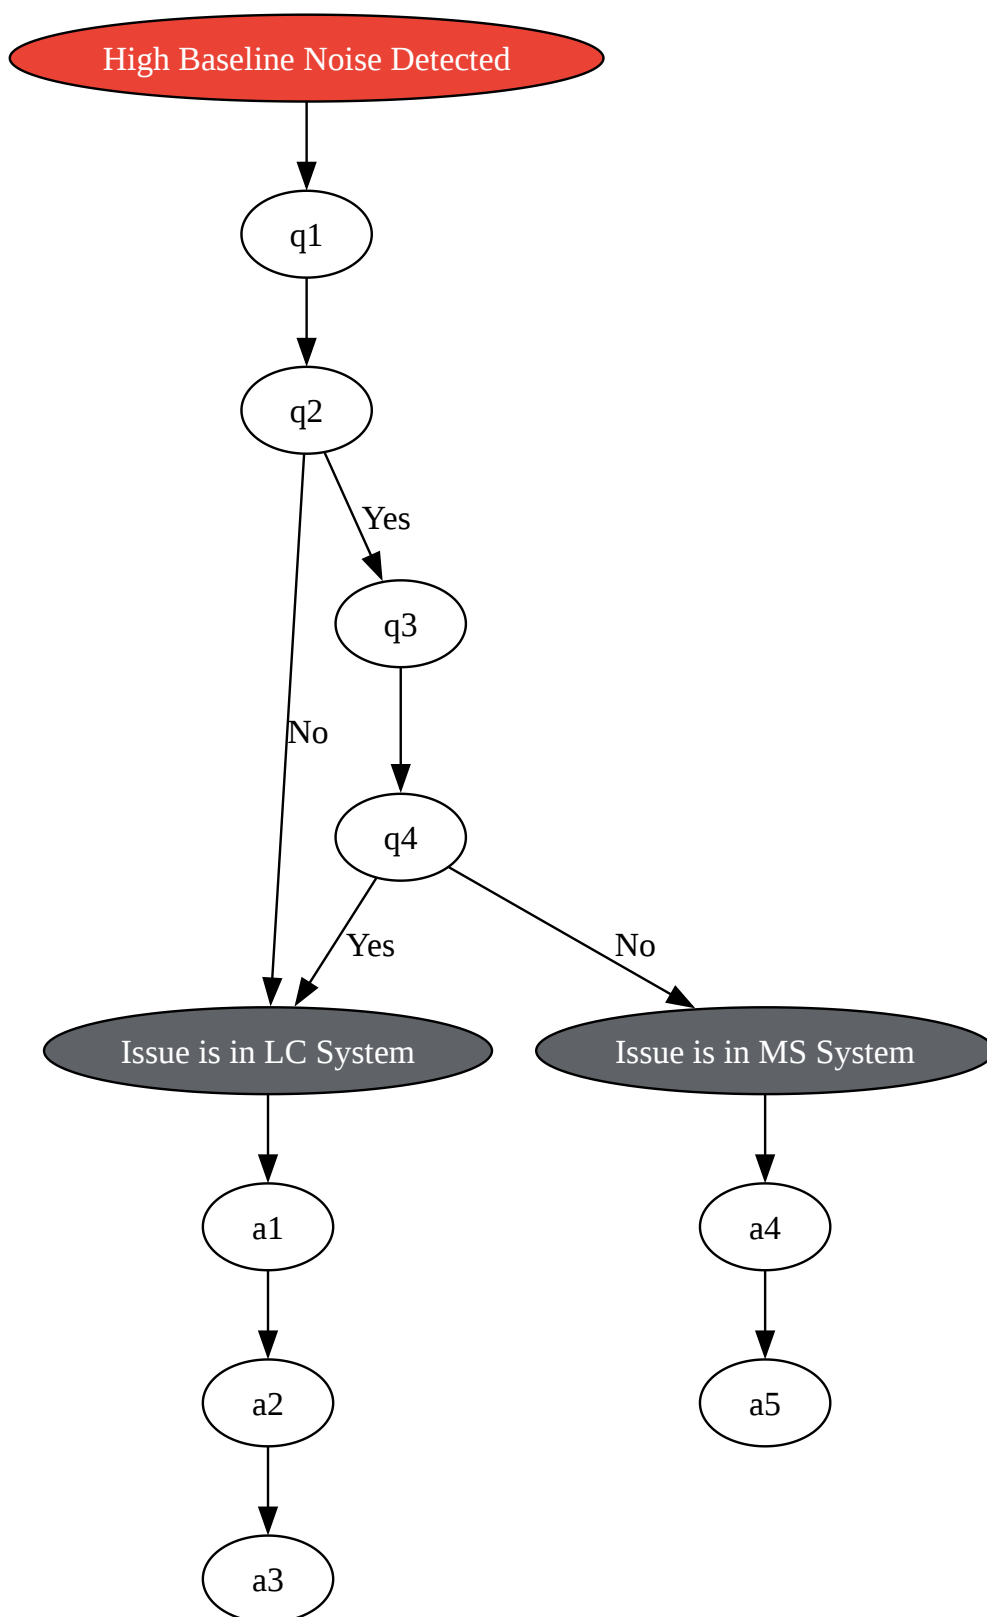 High Baseline Noise Detected
q1
q2
Yes
q3
No
q4
Yes
No
Issue is in LC System
Issue is in MS System
a1
a4
a2
a5
a3